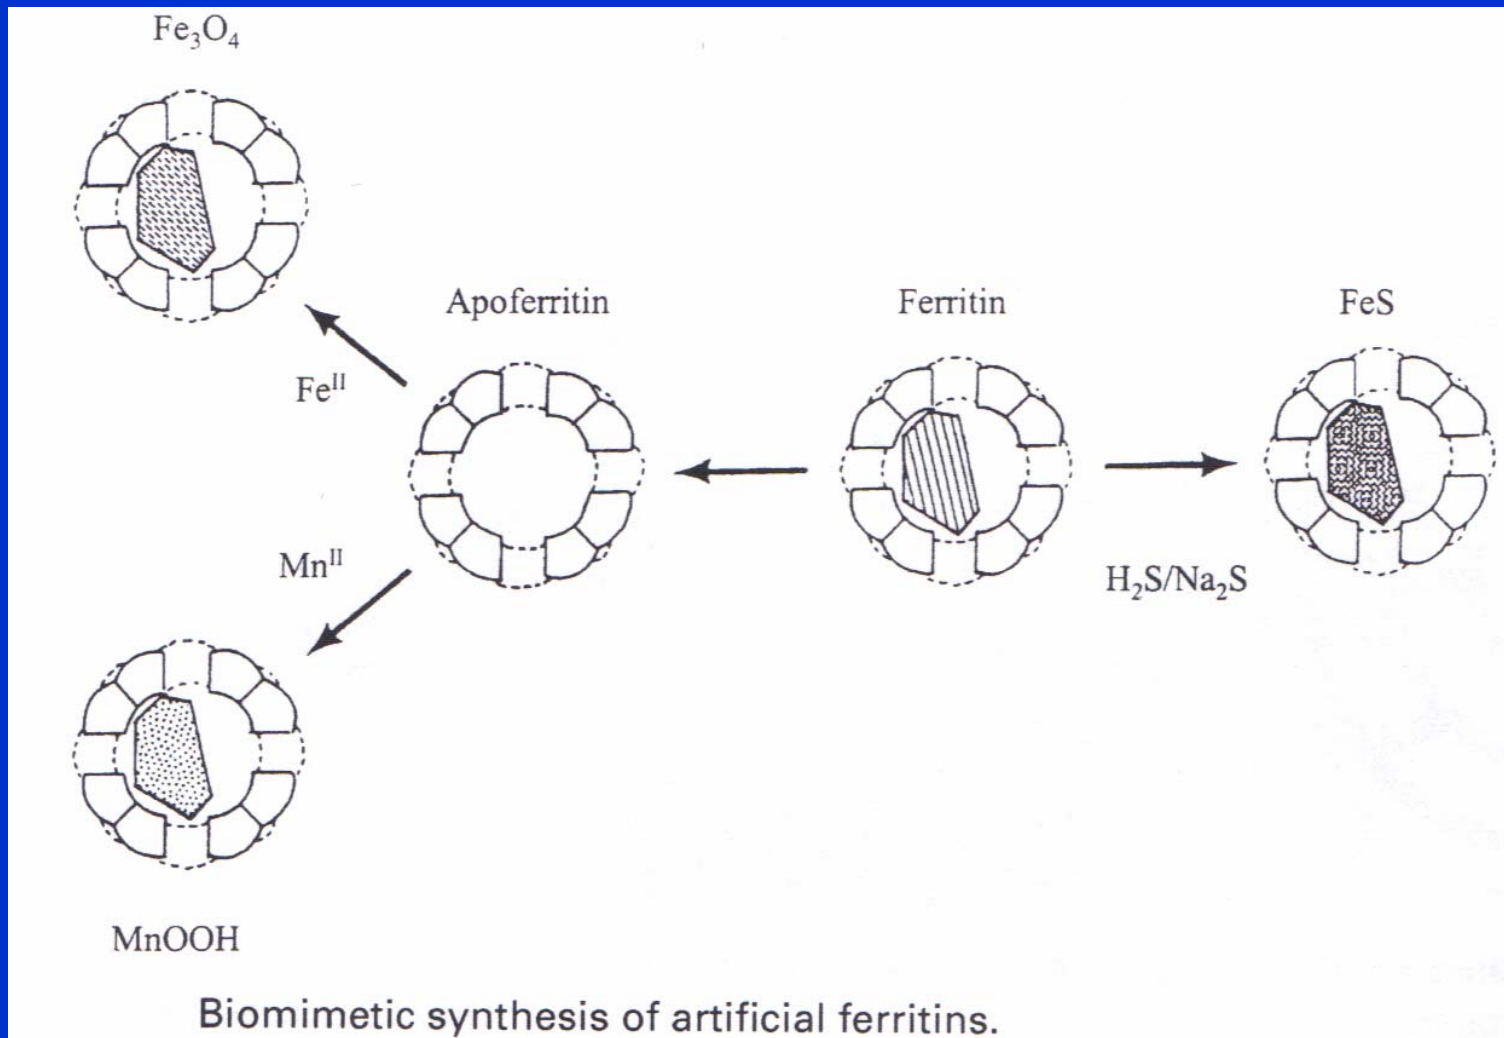 Fe₃O₄
Apoferritin
Ferritin
FeS
Feᴵᴵ
Mnᴵᴵ
H₂S/Na₂S
MnOOH
Biomimetic synthesis of artificial ferritins.